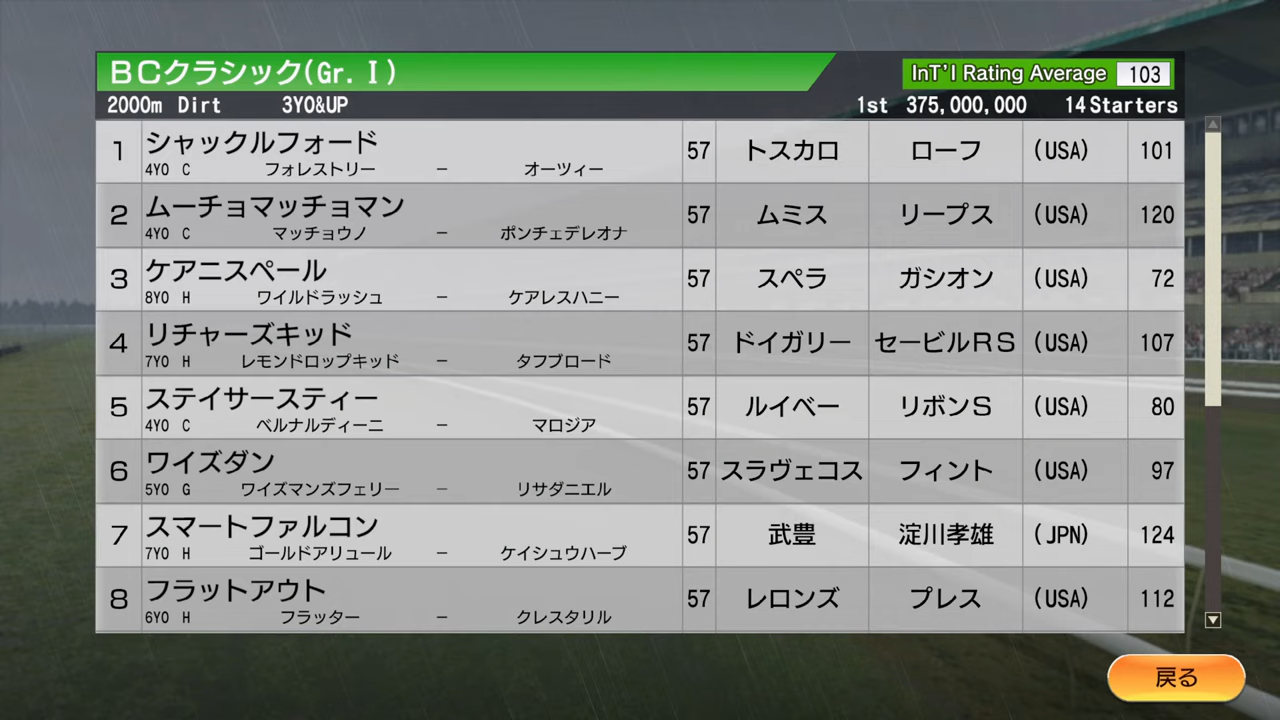 BCクラシック(Gr.Ⅰ)
InT'l Rating Average 103
2000m Dirt 3YO&UP 1st 375,000,000 14Starters
1 シャックルフォード 57 トスカロ ローフ (USA) 101
4YO C フォレストリー － オーツィー
2 ムーチョマッチョマン 57 ムミス リープス (USA) 120
4YO C マッチョウノ － ポンチェデレオナ
3 ケアニスペール 57 スペラ ガシオン (USA) 72
8YO H ワイルドラッシュ － ケアレスハニー
4 リチャーズキッド 57 ドイガリー セービルRS (USA) 107
7YO H レモンドロップキッド － タフブロード
5 ステイサースティー 57 ルイベー リボンS (USA) 80
4YO C ベルナルディーニ － マロジア
6 ワイズダン 57 スラヴェコス フィント (USA) 97
5YO G ワイズマンズフェリー － リサダニエル
7 スマートファルコン 57 武豊 淀川孝雄 (JPN) 124
7YO H ゴールドアリュール － ケイシュウハーブ
8 フラットアウト 57 レロンズ プレス (USA) 112
6YO H フラッター － クレスタリル
戻る